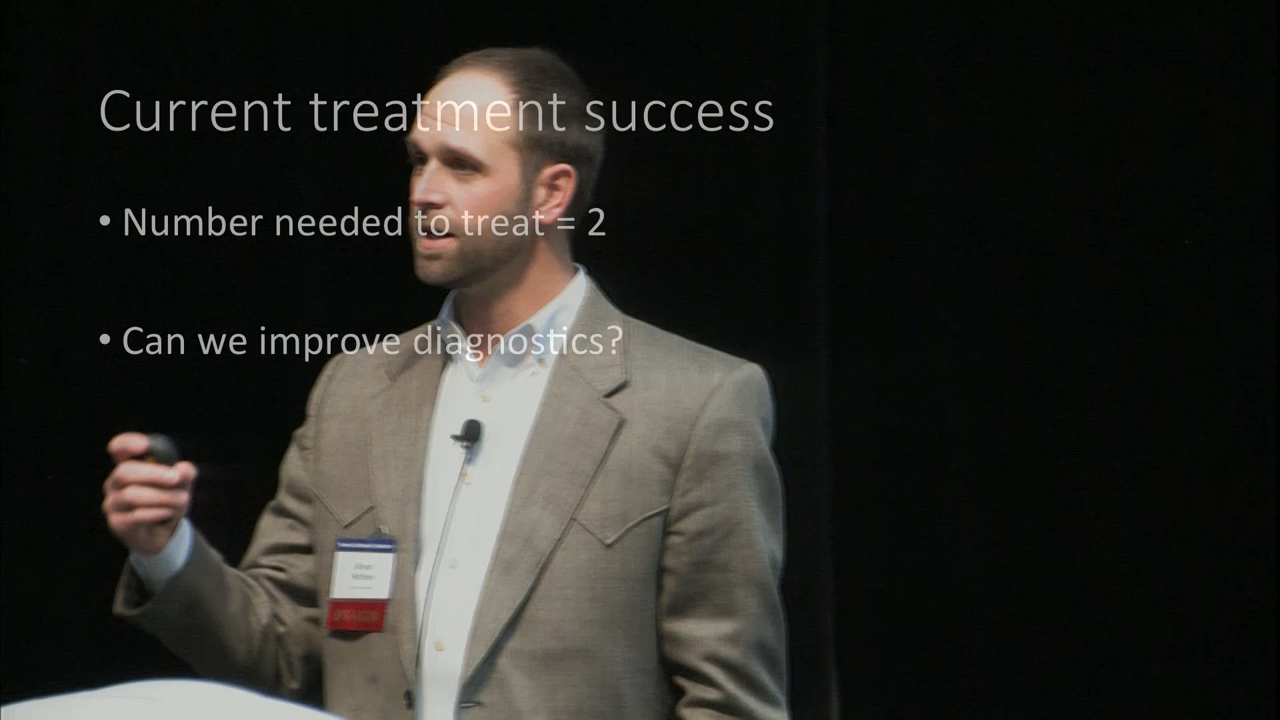 Current treatment success
• Number needed to treat = 2
• Can we improve diagnostics?